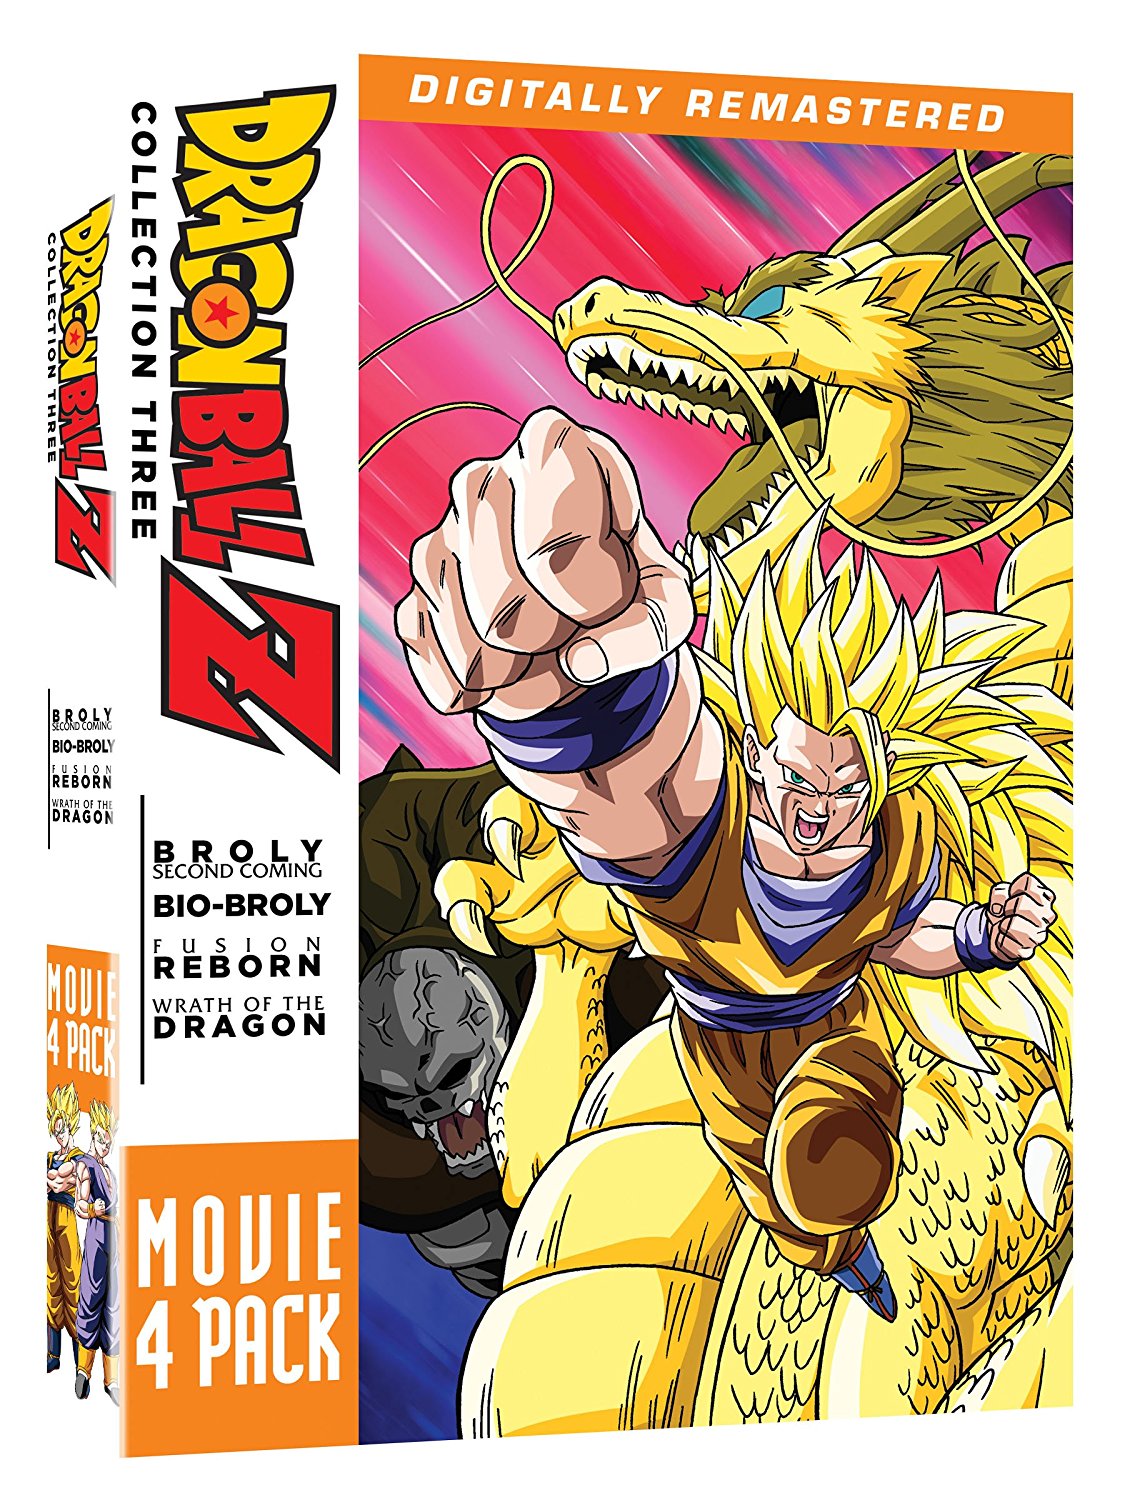 DRAGON BALL Z
COLLECTION THREE
BROLY
SECOND COMING
BIO-BROLY
FUSION
REBORN
WRATH OF THE
DRAGON
MOVIE
4 PACK
DRAGON BALL Z
COLLECTION THREE
BROLY
SECOND COMING
BIO-BROLY
FUSION
REBORN
WRATH OF THE
DRAGON
MOVIE
4 PACK
DIGITALLY REMASTERED